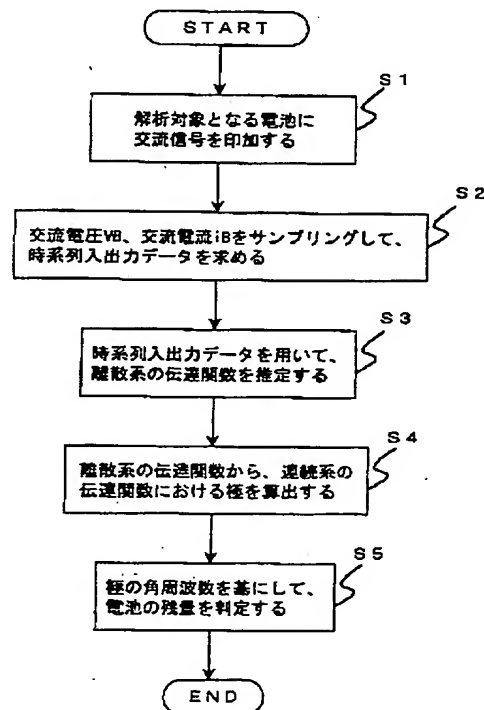 START
S1
解析対象となる電池に
交流信号を印加する
S2
交流電圧VB、交流電流iBをサンプリングして、
時系列入出力データを求める
S3
時系列入出力データを用いて、
離散系の伝達関数を推定する
S4
離散系の伝達関数から、連続系の
伝達関数における極を算出する
S5
極の角周波数を基にして、
電池の残量を判定する
END